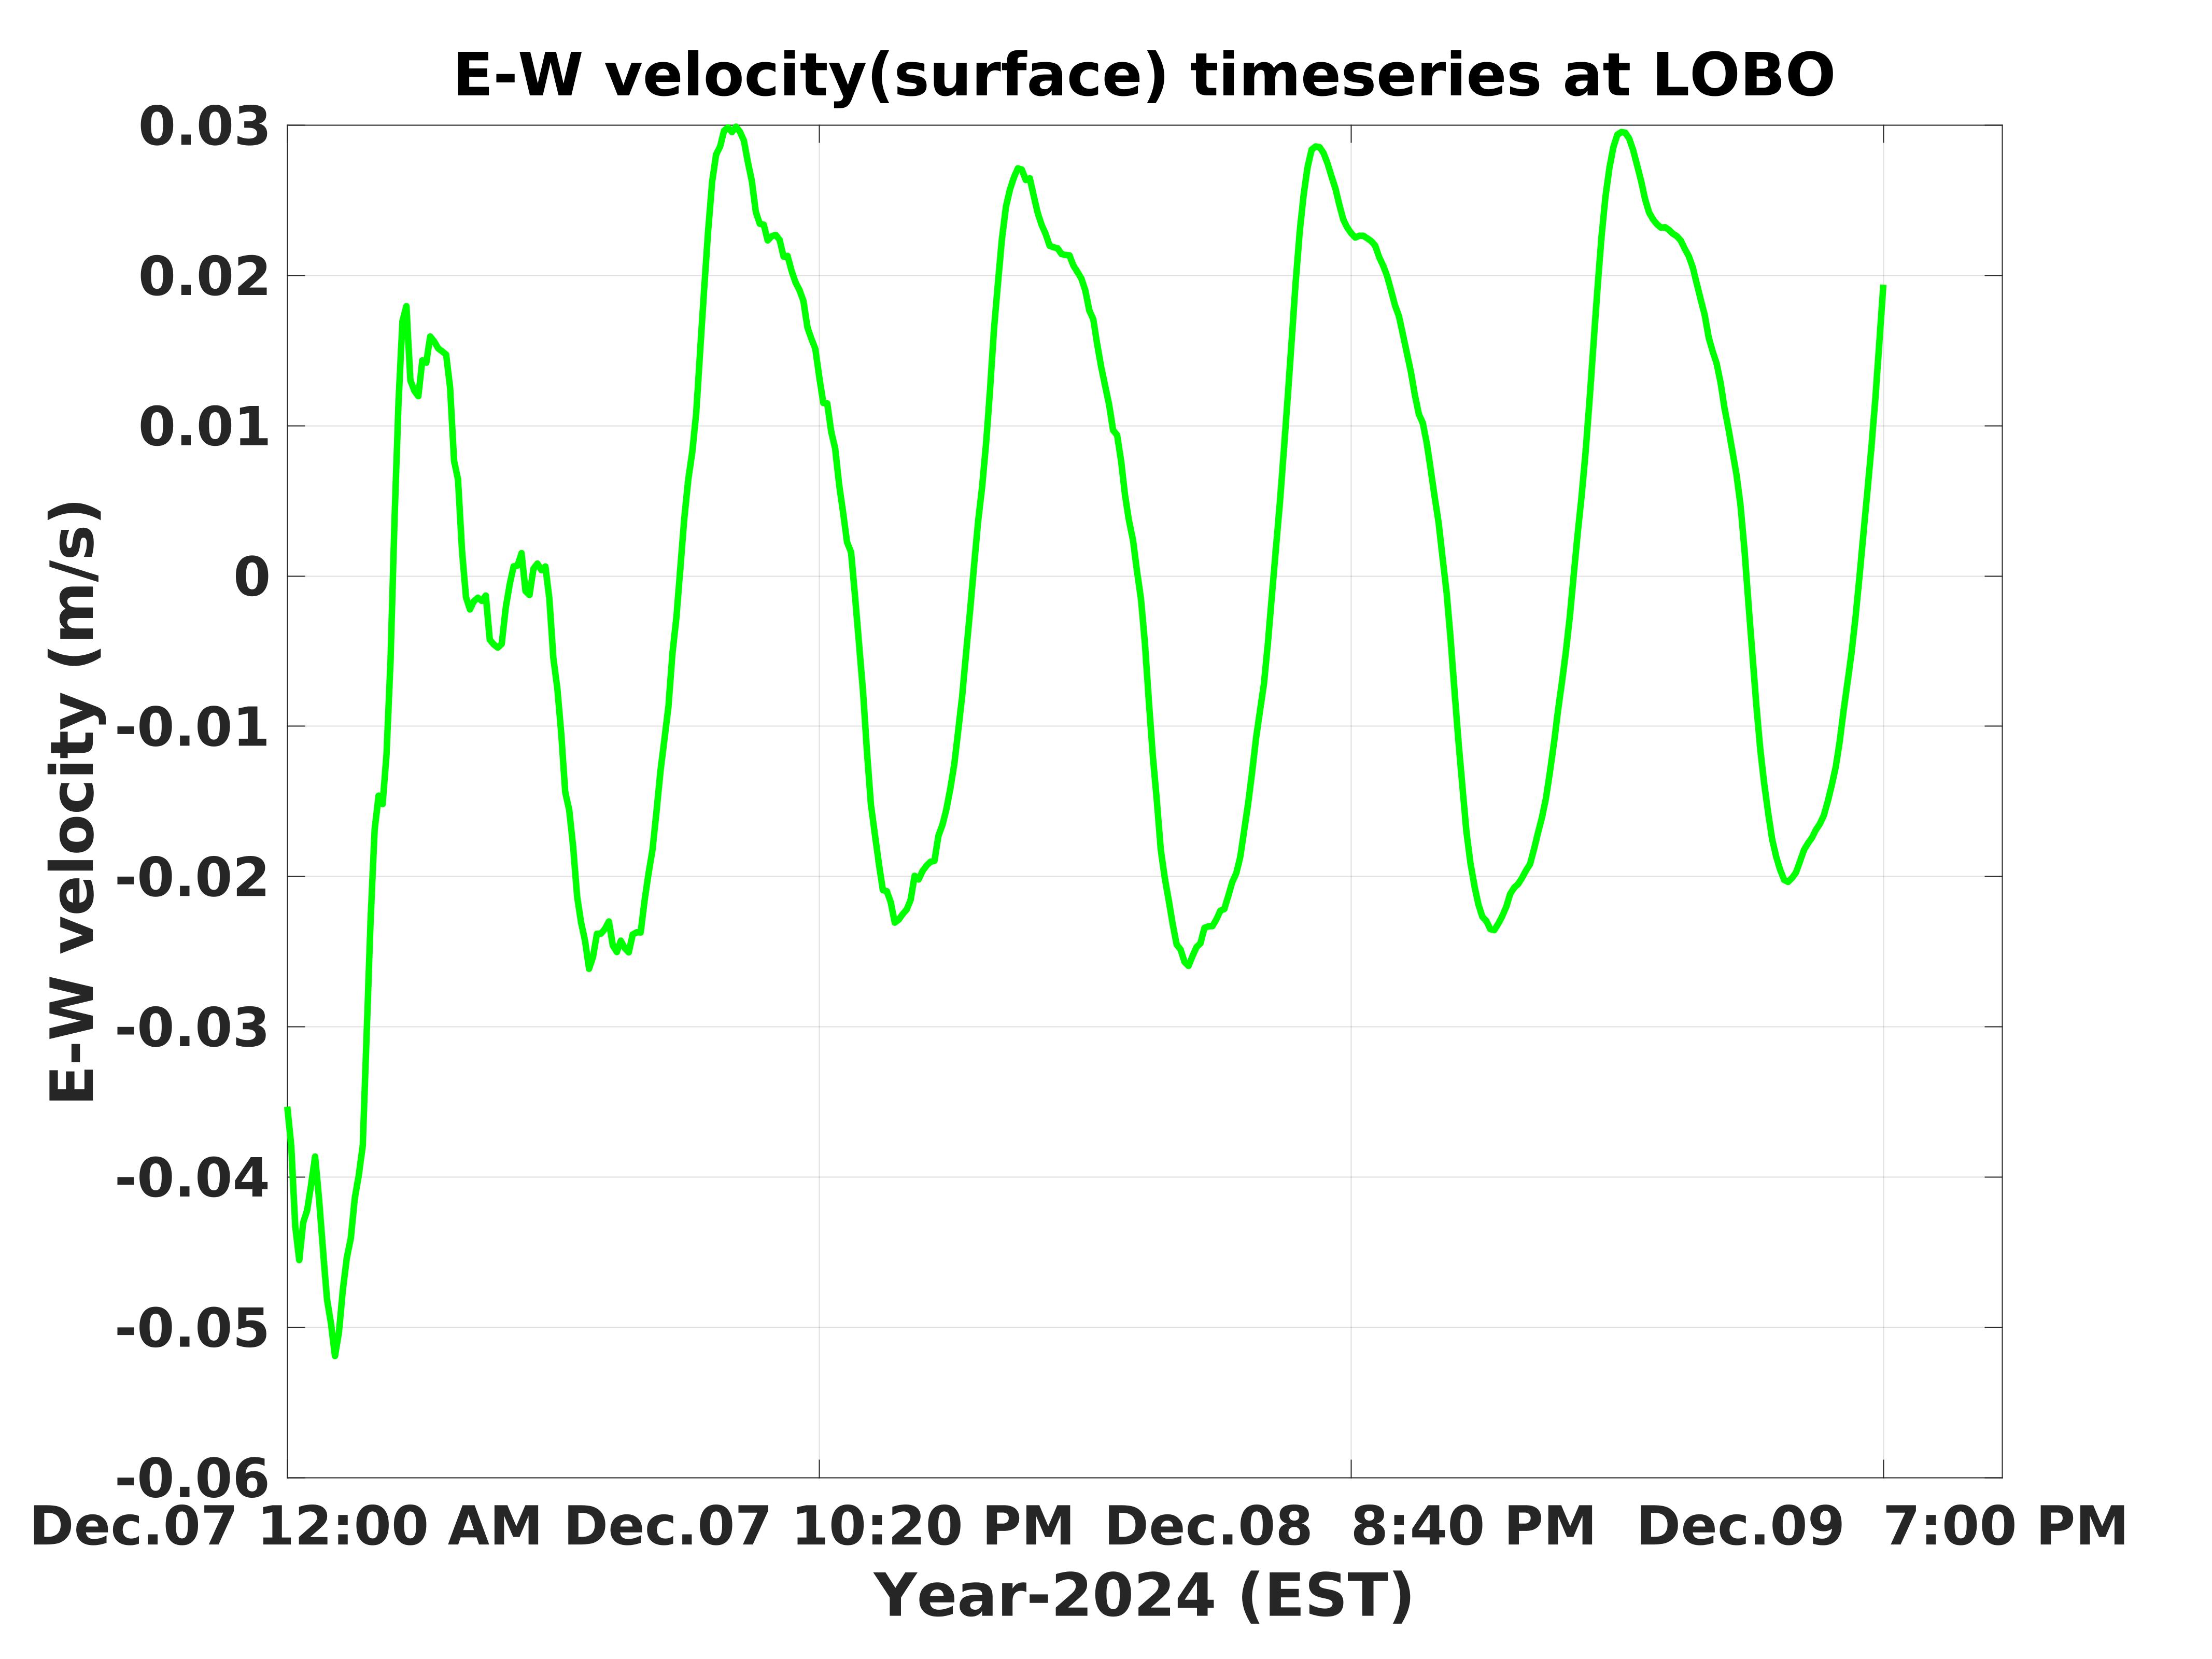 E-W velocity(surface) timeseries at LOBO
0.03
0.02
0.01
0
-0.01
-0.02
-0.03
-0.04
-0.05
-0.06
E-W velocity (m/s)
Dec.07 12:00 AM Dec.07 10:20 PM Dec.08 8:40 PM Dec.09 7:00 PM
Year-2024 (EST)